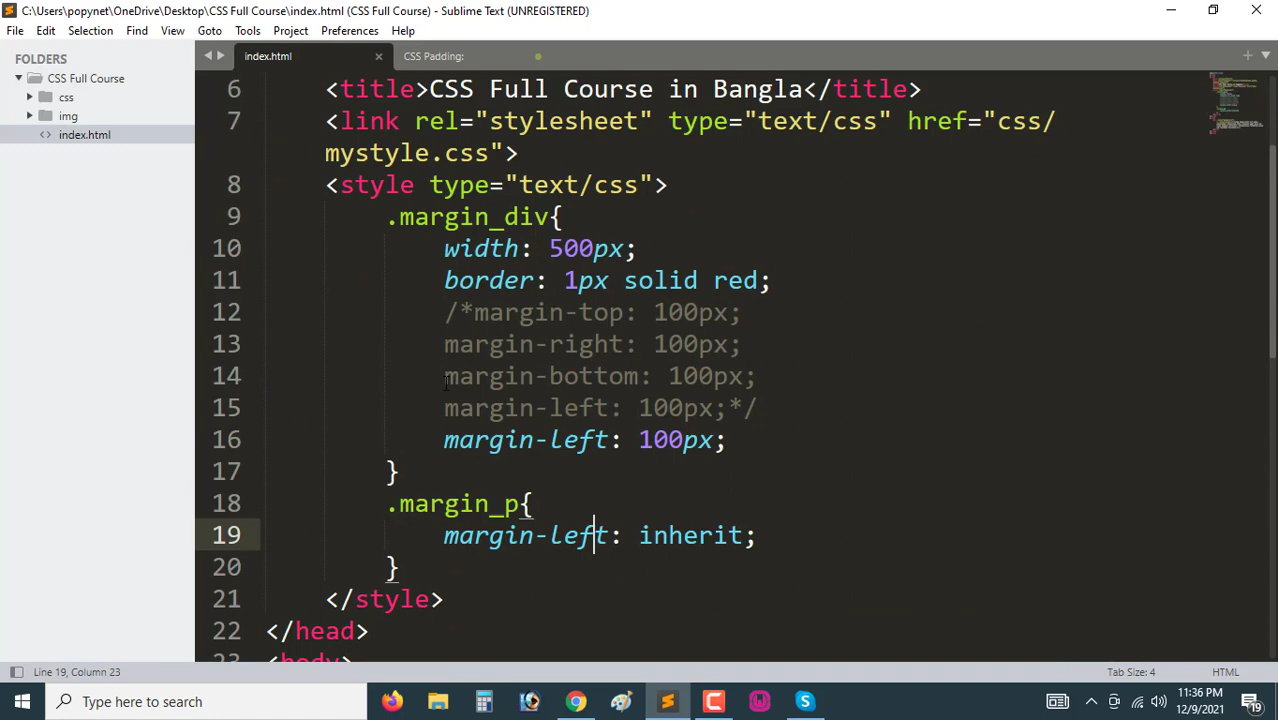 C:\Users\popynet\OneDrive\Desktop\CSS Full Course\index.html (CSS Full Course) - Sublime Text (UNREGISTERED)
File Edit Selection Find View Goto Tools Project Preferences Help
FOLDERS
CSS Full Course
css
img
index.html
index.html
CSS Padding:
6 <title>CSS Full Course in Bangla</title>
7 <link rel="stylesheet" type="text/css" href="css/
mystyle.css">
8 <style type="text/css">
9 .margin_div{
10 width: 500px;
11 border: 1px solid red;
12 /*margin-top: 100px;
13 margin-right: 100px;
14 margin-bottom: 100px;
15 margin-left: 100px;*/
16 margin-left: 100px;
17 }
18 .margin_p{
19 margin-left: inherit;
20 }
21 </style>
22 </head>
23 <body>
Line 19, Column 23
Tab Size: 4
HTML
Type here to search
11:36 PM
12/9/2021
19